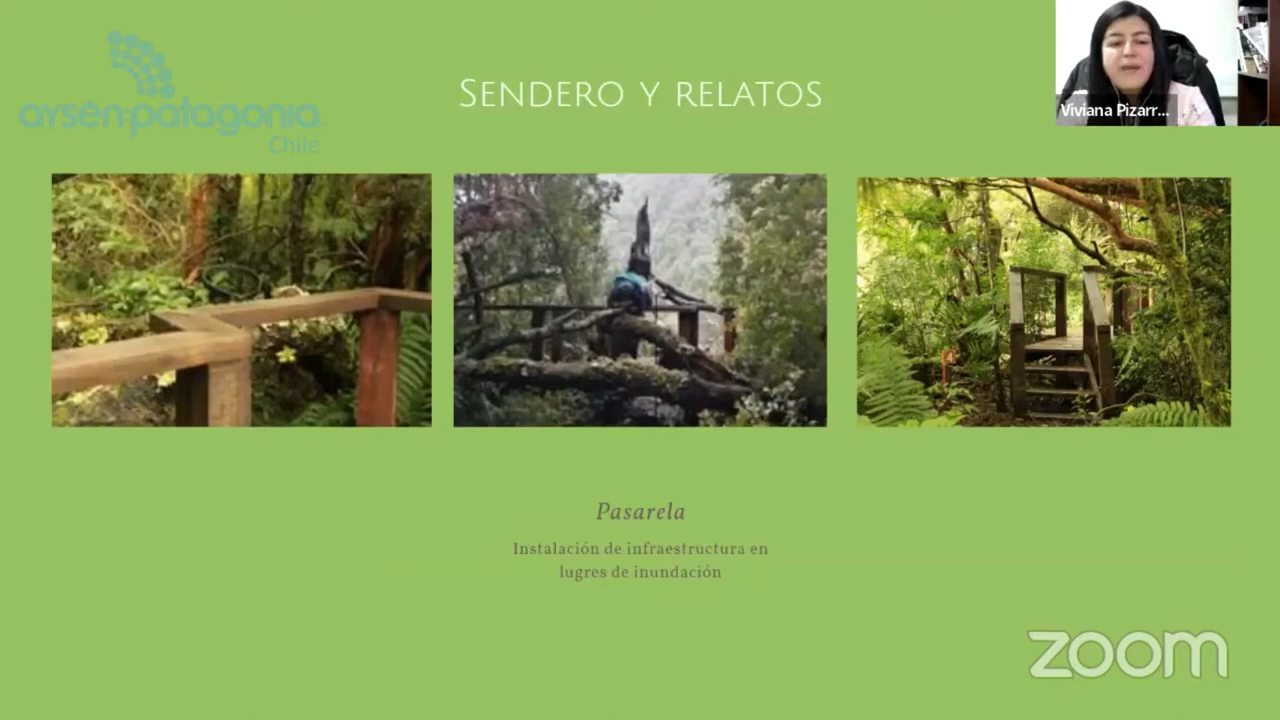 aysén patagonia
Chile
SENDERO Y RELATOS
Viviana Pizarr...
Pasarela
Instalación de infraestructura en
lugres de inundación
zoom